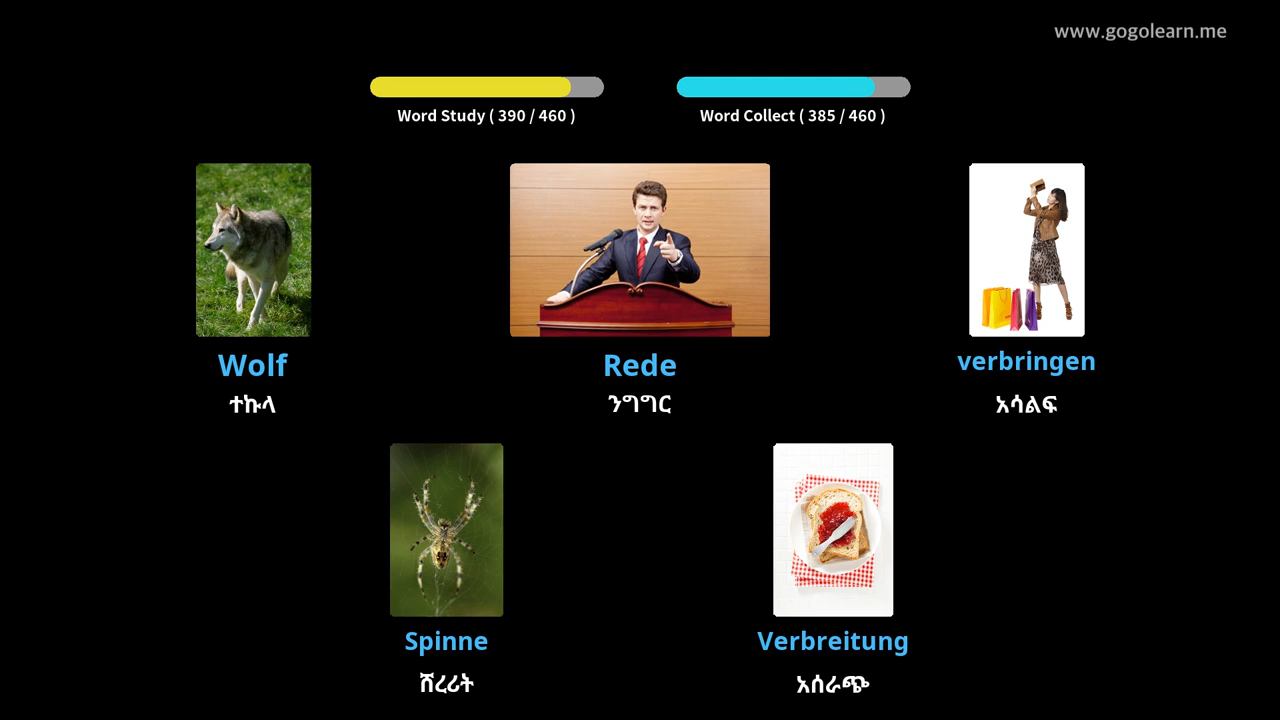 www.gogolearn.me
Word Study ( 390 / 460 )
Word Collect ( 385 / 460 )
Wolf
ተኩላ
Rede
ንግግር
verbringen
አሳልፍ
Spinne
ሸረሪት
Verbreitung
አሰራጭ